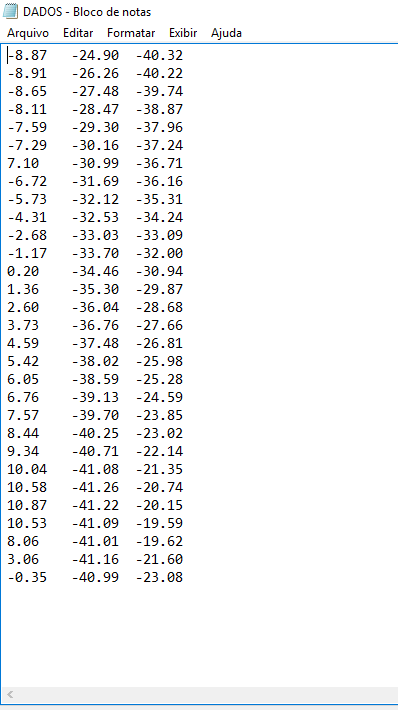 DADOS - Bloco de notas
Arquivo Editar Formatar Exibir Ajuda
-8.87 -24.90 -40.32
-8.91 -26.26 -40.22
-8.65 -27.48 -39.74
-8.11 -28.47 -38.87
-7.59 -29.30 -37.96
-7.29 -30.16 -37.24
7.10 -30.99 -36.71
-6.72 -31.69 -36.16
-5.73 -32.12 -35.31
-4.31 -32.53 -34.24
-2.68 -33.03 -33.09
-1.17 -33.70 -32.00
0.20 -34.46 -30.94
1.36 -35.30 -29.87
2.60 -36.04 -28.68
3.73 -36.76 -27.66
4.59 -37.48 -26.81
5.42 -38.02 -25.98
6.05 -38.59 -25.28
6.76 -39.13 -24.59
7.57 -39.70 -23.85
8.44 -40.25 -23.02
9.34 -40.71 -22.14
10.04 -41.08 -21.35
10.58 -41.26 -20.74
10.87 -41.22 -20.15
10.53 -41.09 -19.59
8.06 -41.01 -19.62
3.06 -41.16 -21.60
-0.35 -40.99 -23.08